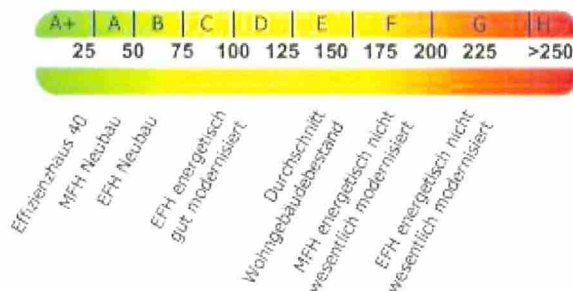 A+ A B C D E F G H
25 50 75 100 125 150 175 200 225 >250
Effizienzhaus 40
MFH Neubau
EFH Neubau
EFH energetisch
gut modernisiert
Durchschnitt
Wohngebäudebestand
MFH energetisch nicht
wesentlich modernisiert
EFH energetisch nicht
wesentlich modernisiert